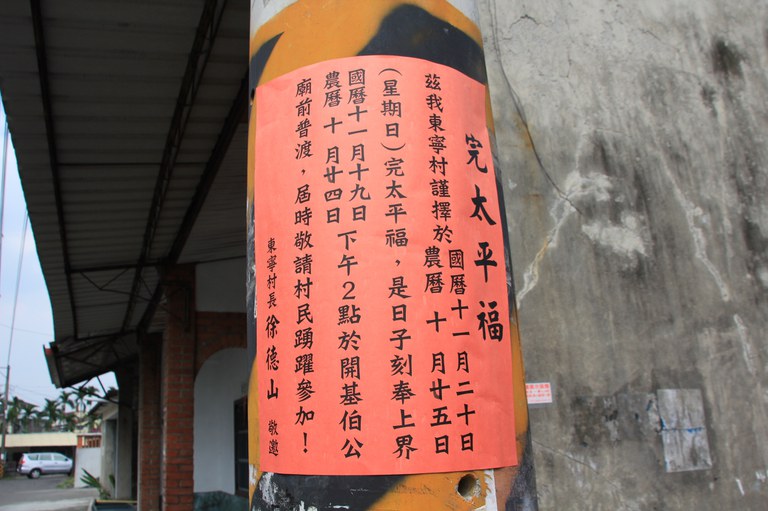 完太平福
茲我東寧村謹擇於國曆十一月二十日農曆 十 月廿五日
(星期日)完太平福，是日子刻奉上界
國曆十一月十九日農曆 十 月廿四日下午2點於開基伯公
廟前普渡，屆時敬請村民踴躍參加！
東寧村長 徐德山 敬邀